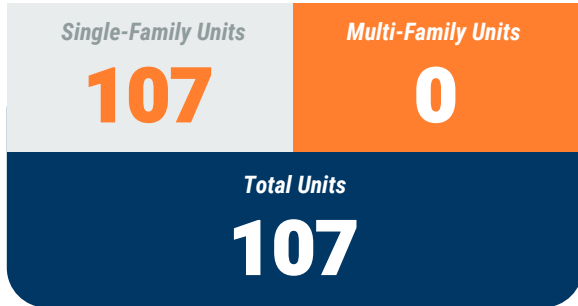 Single-Family Units
107
Multi-Family Units
0
Total Units
107